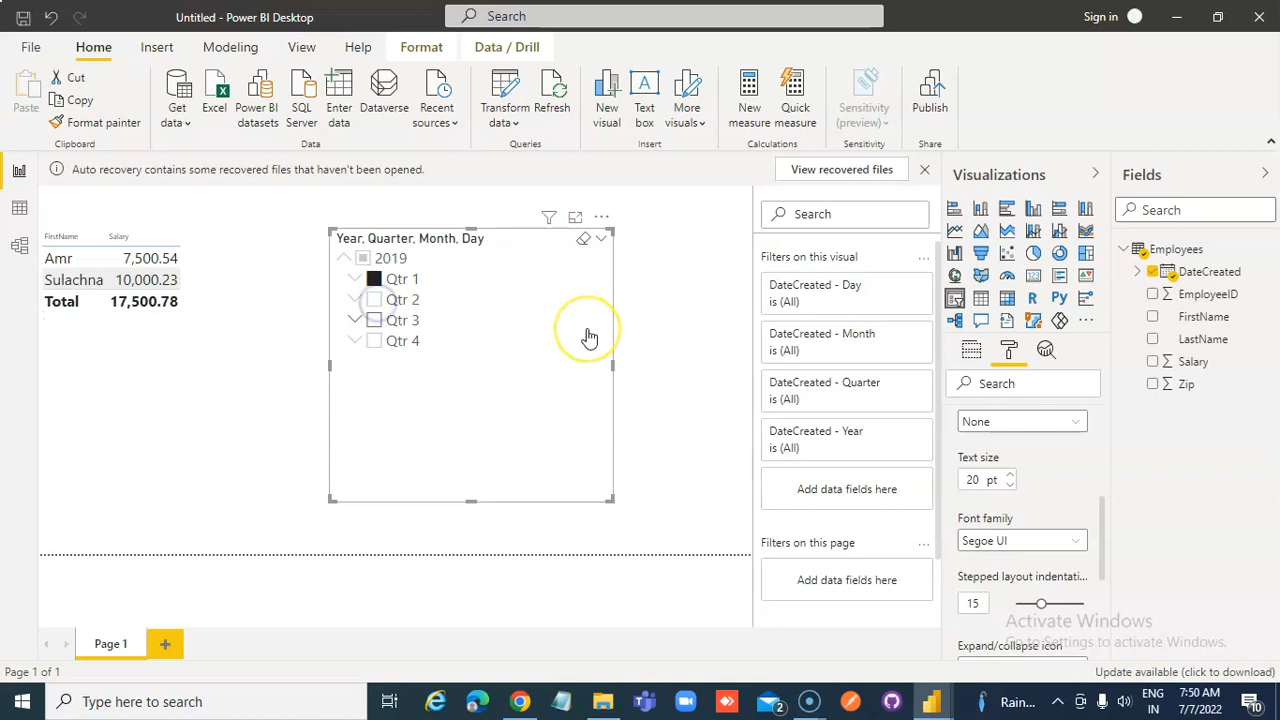 Untitled - Power BI Desktop
Search
Sign in
File Home Insert Modeling View Help Format Data / Drill
Paste
Cut
Copy
Format painter
Clipboard
Get data
Excel
Power BI datasets
SQL Server
Enter data
Dataverse
Recent sources
Data
Transform data
Refresh
Queries
New visual
Text box
More visuals
Insert
New measure
Quick measure
Calculations
Sensitivity (preview)
Sensitivity
Publish
Share
Auto recovery contains some recovered files that haven't been opened.
View recovered files
FirstName Salary
Amr 7,500.54
Sulachna 10,000.23
Total 17,500.78
Year, Quarter, Month, Day
2019
Qtr 1
Qtr 2
Qtr 3
Qtr 4
Search
Filters on this visual
DateCreated - Day
is (All)
DateCreated - Month
is (All)
DateCreated - Quarter
is (All)
DateCreated - Year
is (All)
Add data fields here
Filters on this page
Add data fields here
Visualizations
Search
None
Text size
20 pt
Font family
Segoe UI
Stepped layout indentati...
15
Expand/collapse icon
Fields
Search
Employees
DateCreated
EmployeeID
FirstName
LastName
Salary
Zip
Activate Windows
Go to Settings to activate Windows.
Page 1
Page 1 of 1
Update available (click to download)
Type here to search
2
Rain...
ENG
IN
7:50 AM
7/7/2022
10